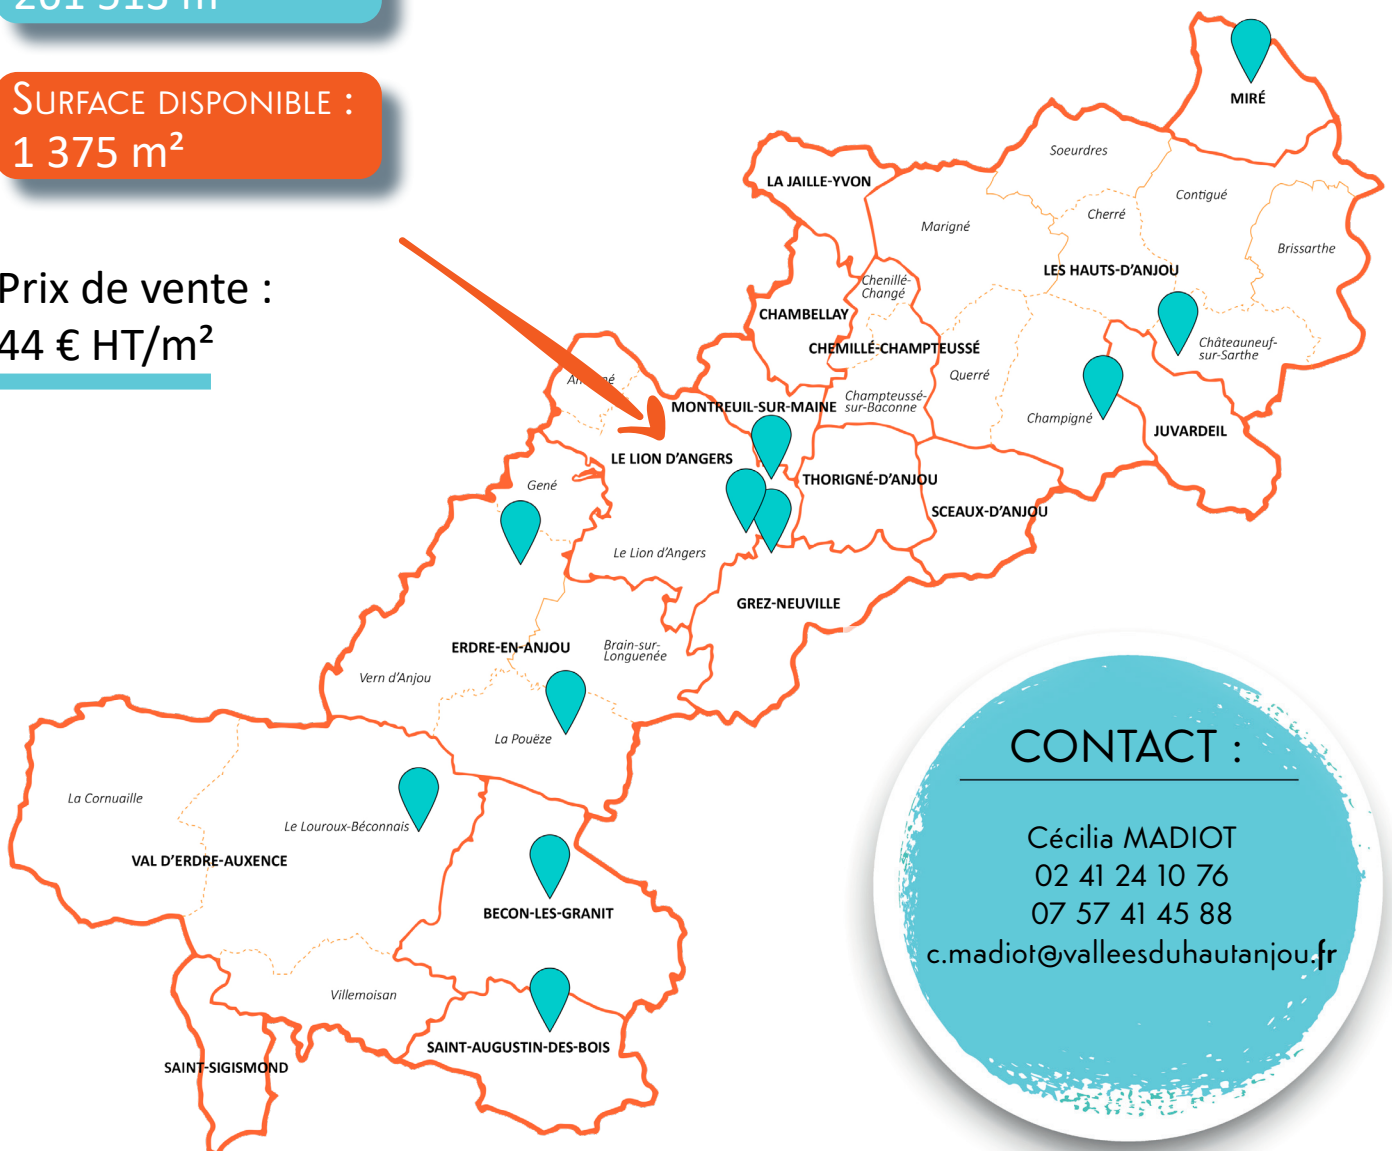 261 515 m²
SURFACE DISPONIBLE :
1 375 m²
Prix de vente :
44 € HT/m²
MIRÉ
Soeurdres
LA JAILLE-YVON
Contigué
Cherré
Marigné
Brissarthe
LES HAUTS-D'ANJOU
Chenillé-
Changé
CHAMBELLAY
Châteauneuf-
sur-Sarthe
CHEMILLÉ-CHAMPTEUSSÉ
Querré
Champteussé-
sur-Baconne
MONTREUIL-SUR-MAINE
Champigné
JUVARDEIL
LE LION D'ANGERS
THORIGNÉ-D'ANJOU
Gené
SCEAUX-D'ANJOU
Le Lion d'Angers
GREZ-NEUVILLE
ERDRE-EN-ANJOU
Brain-sur-
Longuenée
Vern d'Anjou
La Pouëze
La Cornuaille
Le Louroux-Béconnais
VAL D'ERDRE-AUXENCE
BECON-LES-GRANIT
Villemoisan
SAINT-AUGUSTIN-DES-BOIS
SAINT-SIGISMOND
CONTACT :
Cécilia MADIOT
02 41 24 10 76
07 57 41 45 88
c.madiot@valleesduhautanjou.fr